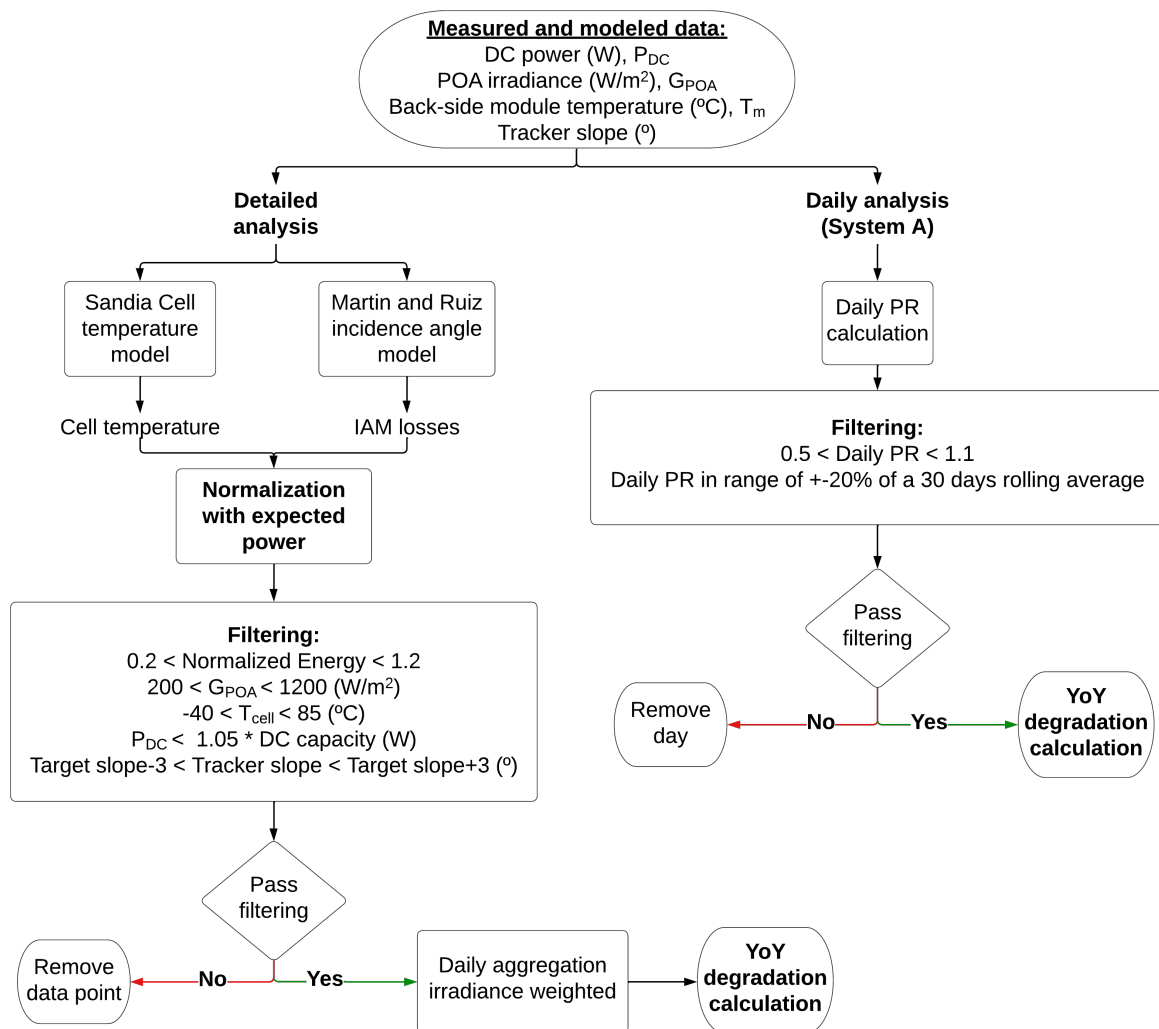 Measured and modeled data:
DC power (W), PDC
POA irradiance (W/m²), GPOA
Back-side module temperature (ºC), Tm
Tracker slope (º)
Detailed
analysis
Daily analysis
(System A)
Sandia Cell
temperature
model
Martin and Ruiz
incidence angle
model
Daily PR
calculation
Cell temperature
IAM losses
Filtering:
0.5 < Daily PR < 1.1
Daily PR in range of +-20% of a 30 days rolling average
Normalization
with expected
power
Pass
filtering
Filtering:
0.2 < Normalized Energy < 1.2
200 < GPOA < 1200 (W/m²)
-40 < Tcell < 85 (ºC)
PDC < 1.05 * DC capacity (W)
Target slope-3 < Tracker slope < Target slope+3 (º)
Remove
day
No
Yes
YoY
degradation
calculation
Pass
filtering
Remove
data point
No
Yes
Daily aggregation
irradiance weighted
YoY
degradation
calculation